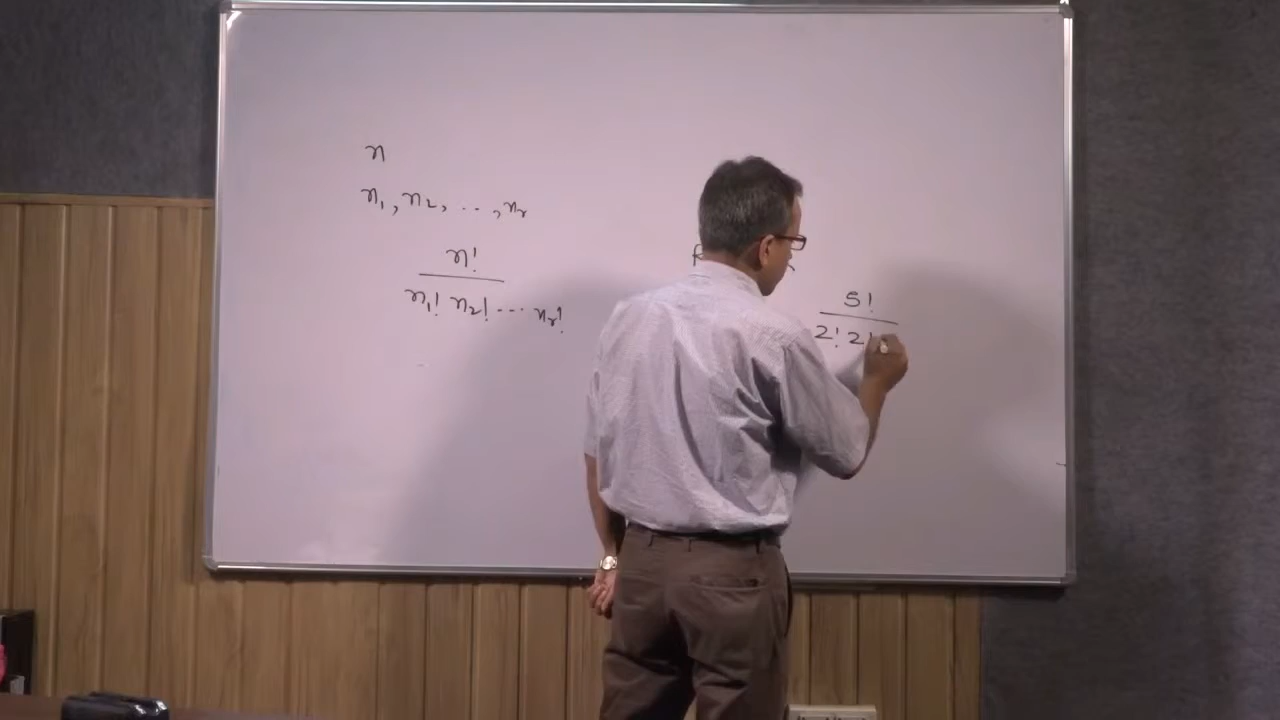 n
n₁, n₂, ..., nᵣ
n!
n₁! n₂! ... nᵣ!
5!
2! 2!